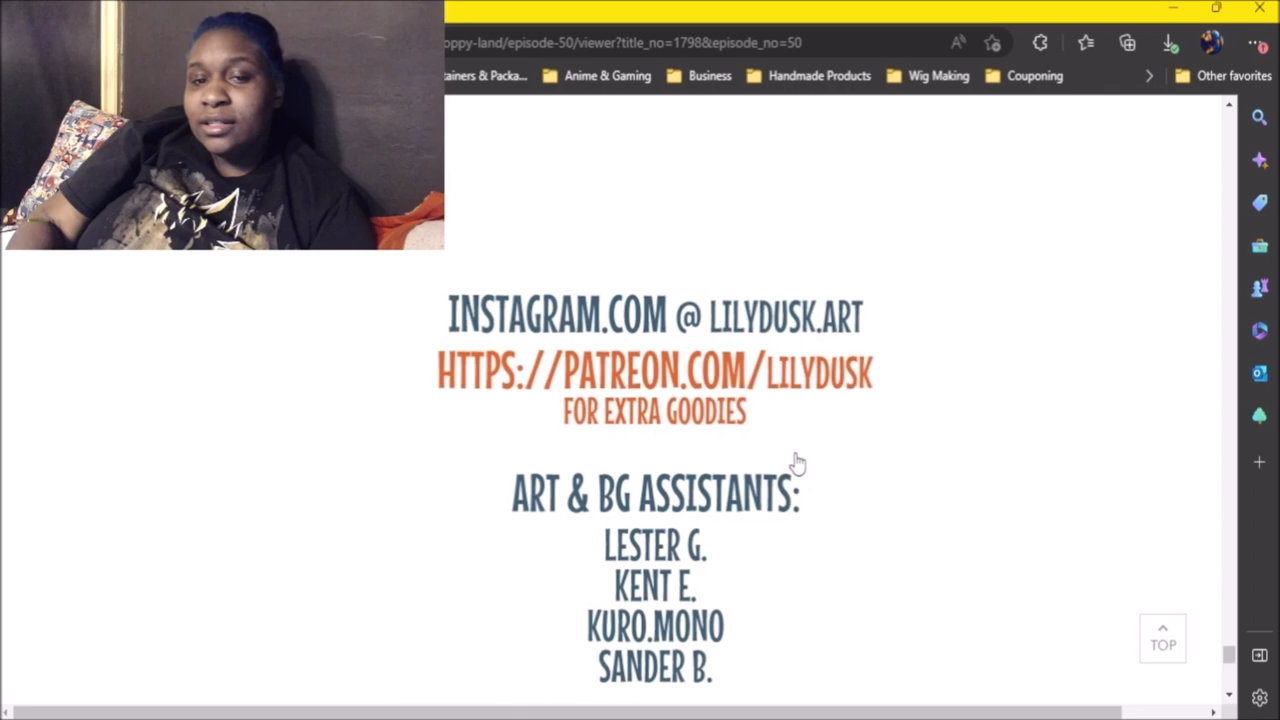 oppy-land/episode-50/viewer?title_no=1798&episode_no=50
tainers & Packa...
Anime & Gaming
Business
Handmade Products
Wig Making
Couponing
Other favorites
INSTAGRAM.COM @ LILYDUSK.ART
HTTPS://PATREON.COM/LILYDUSK
FOR EXTRA GOODIES
ART & BG ASSISTANTS:
LESTER G.
KENT E.
KURO.MONO
SANDER B.
TOP